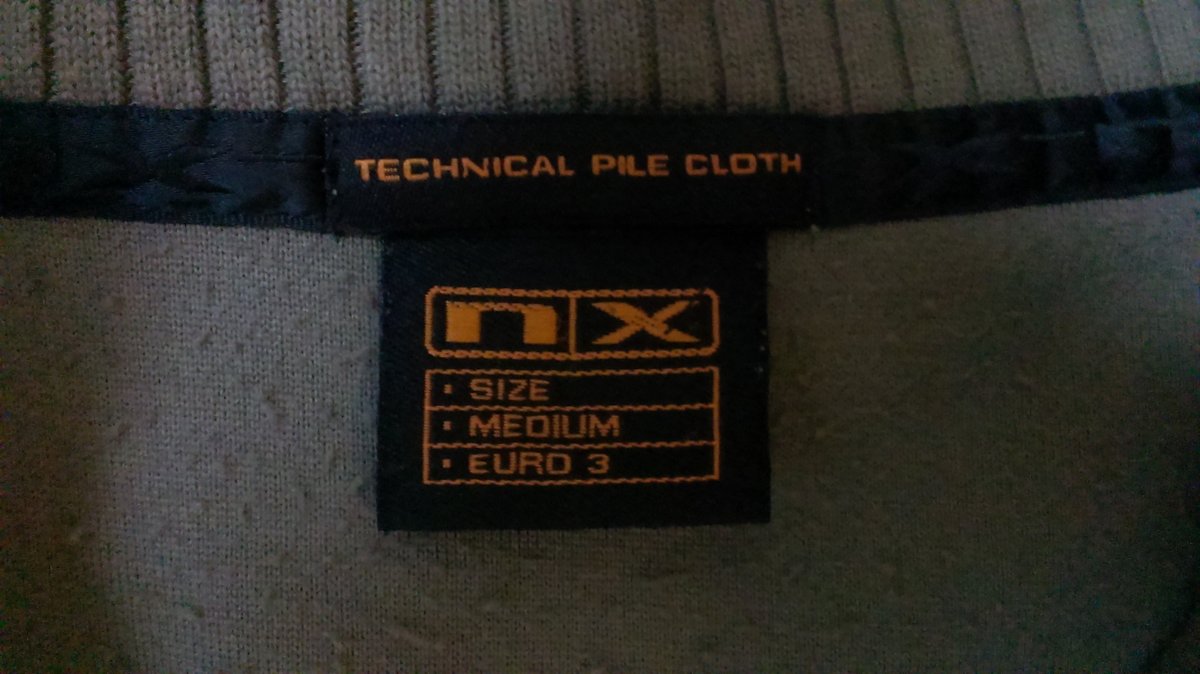 TECHNICAL PILE CLOTH
nx
· SIZE
· MEDIUM
· EURO 3